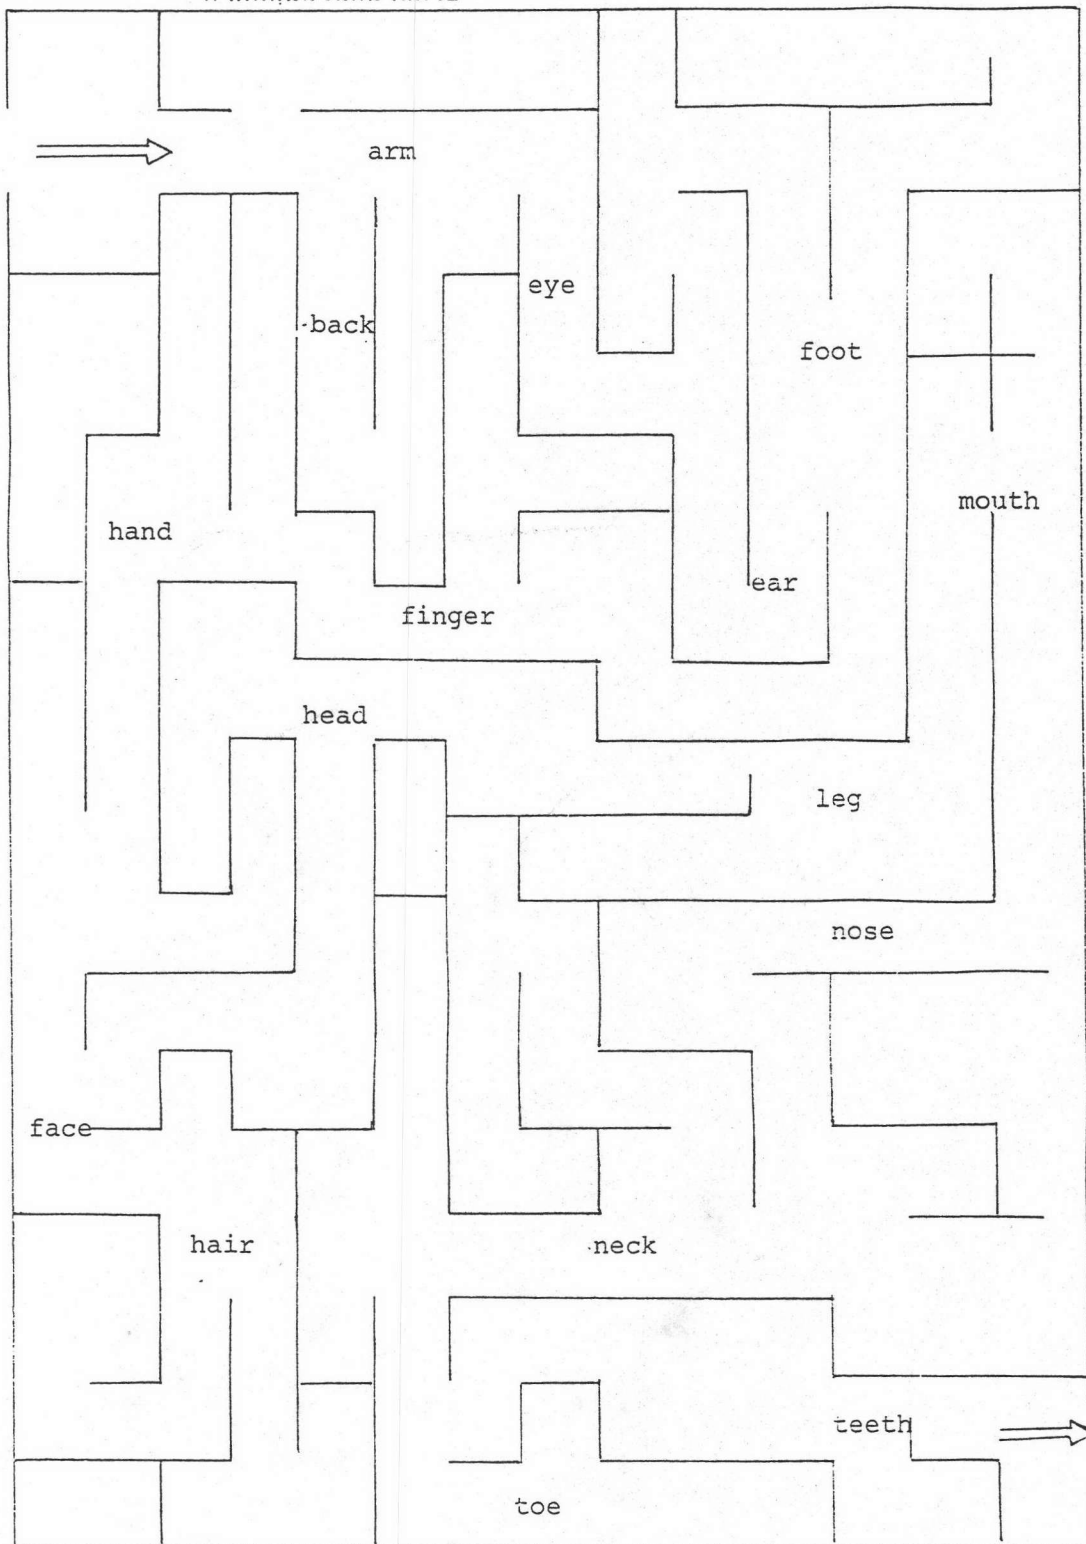 arm
eye
back
foot
mouth
hand
ear
finger
head
leg
nose
face
hair
neck
teeth
toe